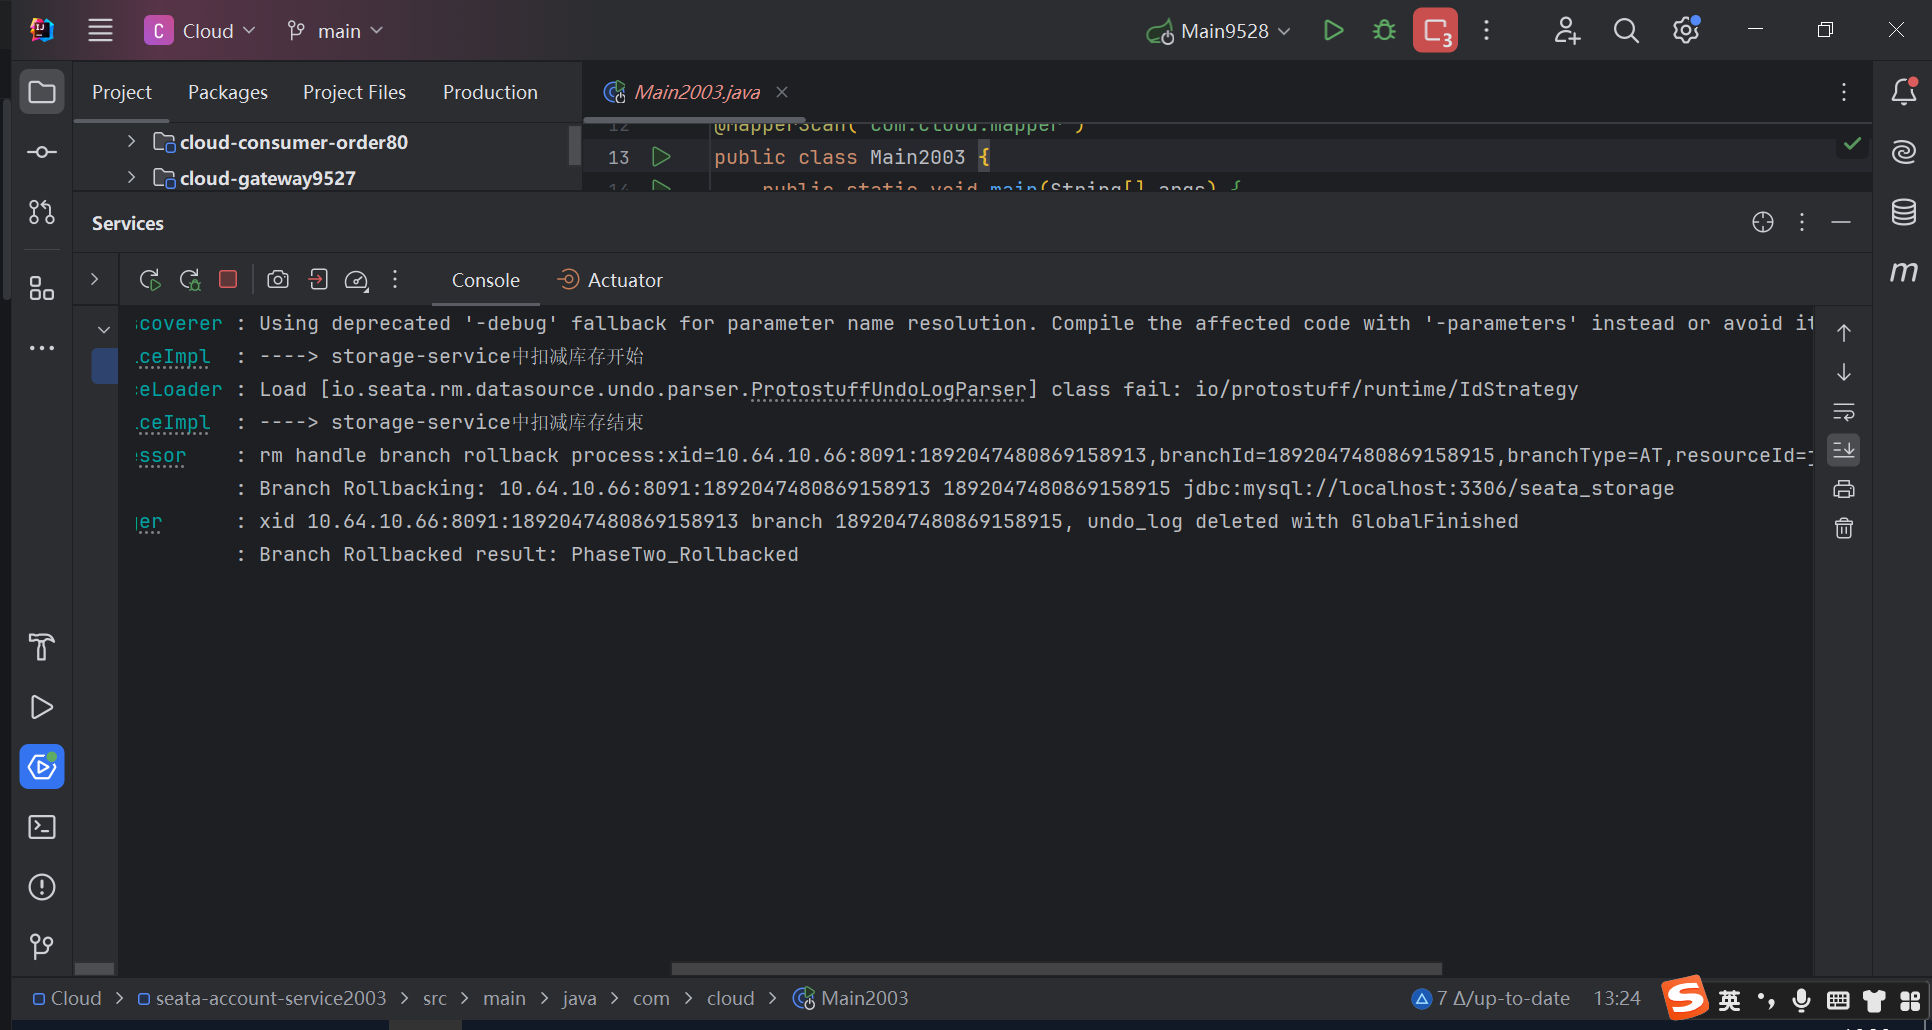 C Cloud main Main9528 3
Project Packages Project Files Production Main2003.java
cloud-consumer-order80
cloud-gateway9527
12 @MapperScan("com.cloud.mapper")
13 public class Main2003 {
14 public static void main(String[] args) {
Services
Console Actuator
scoverer : Using deprecated '-debug' fallback for parameter name resolution. Compile the affected code with '-parameters' instead or avoid it
.ceImpl : ----> storage-service中扣减库存开始
ceLoader : Load [io.seata.rm.datasource.undo.parser.ProtostuffUndoLogParser] class fail: io/protostuff/runtime/IdStrategy
.ceImpl : ----> storage-service中扣减库存结束
essor : rm handle branch rollback process:xid=10.64.10.66:8091:1892047480869158913,branchId=1892047480869158915,branchType=AT,resourceId=j
: Branch Rollbacking: 10.64.10.66:8091:1892047480869158913 1892047480869158915 jdbc:mysql://localhost:3306/seata_storage
ger : xid 10.64.10.66:8091:1892047480869158913 branch 1892047480869158915, undo_log deleted with GlobalFinished
: Branch Rollbacked result: PhaseTwo_Rollbacked
Cloud > seata-account-service2003 > src > main > java > com > cloud > Main2003 7 Δ/up-to-date 13:24 S 英